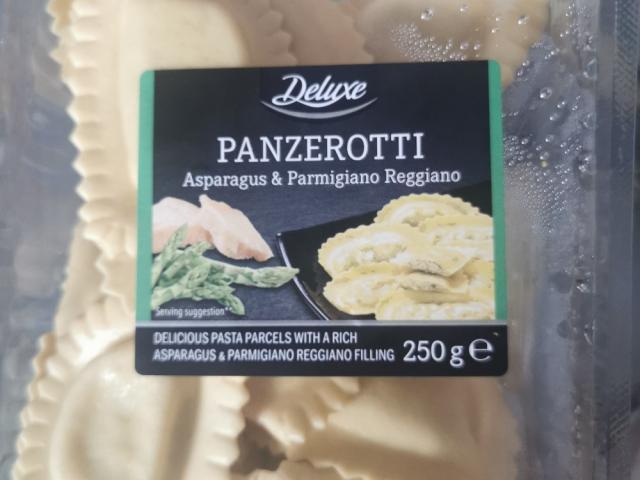 Deluxe
PANZEROTTI
Asparagus & Parmigiano Reggiano
Serving suggestion*
DELICIOUS PASTA PARCELS WITH A RICH
ASPARAGUS & PARMIGIANO REGGIANO FILLING 250 g e